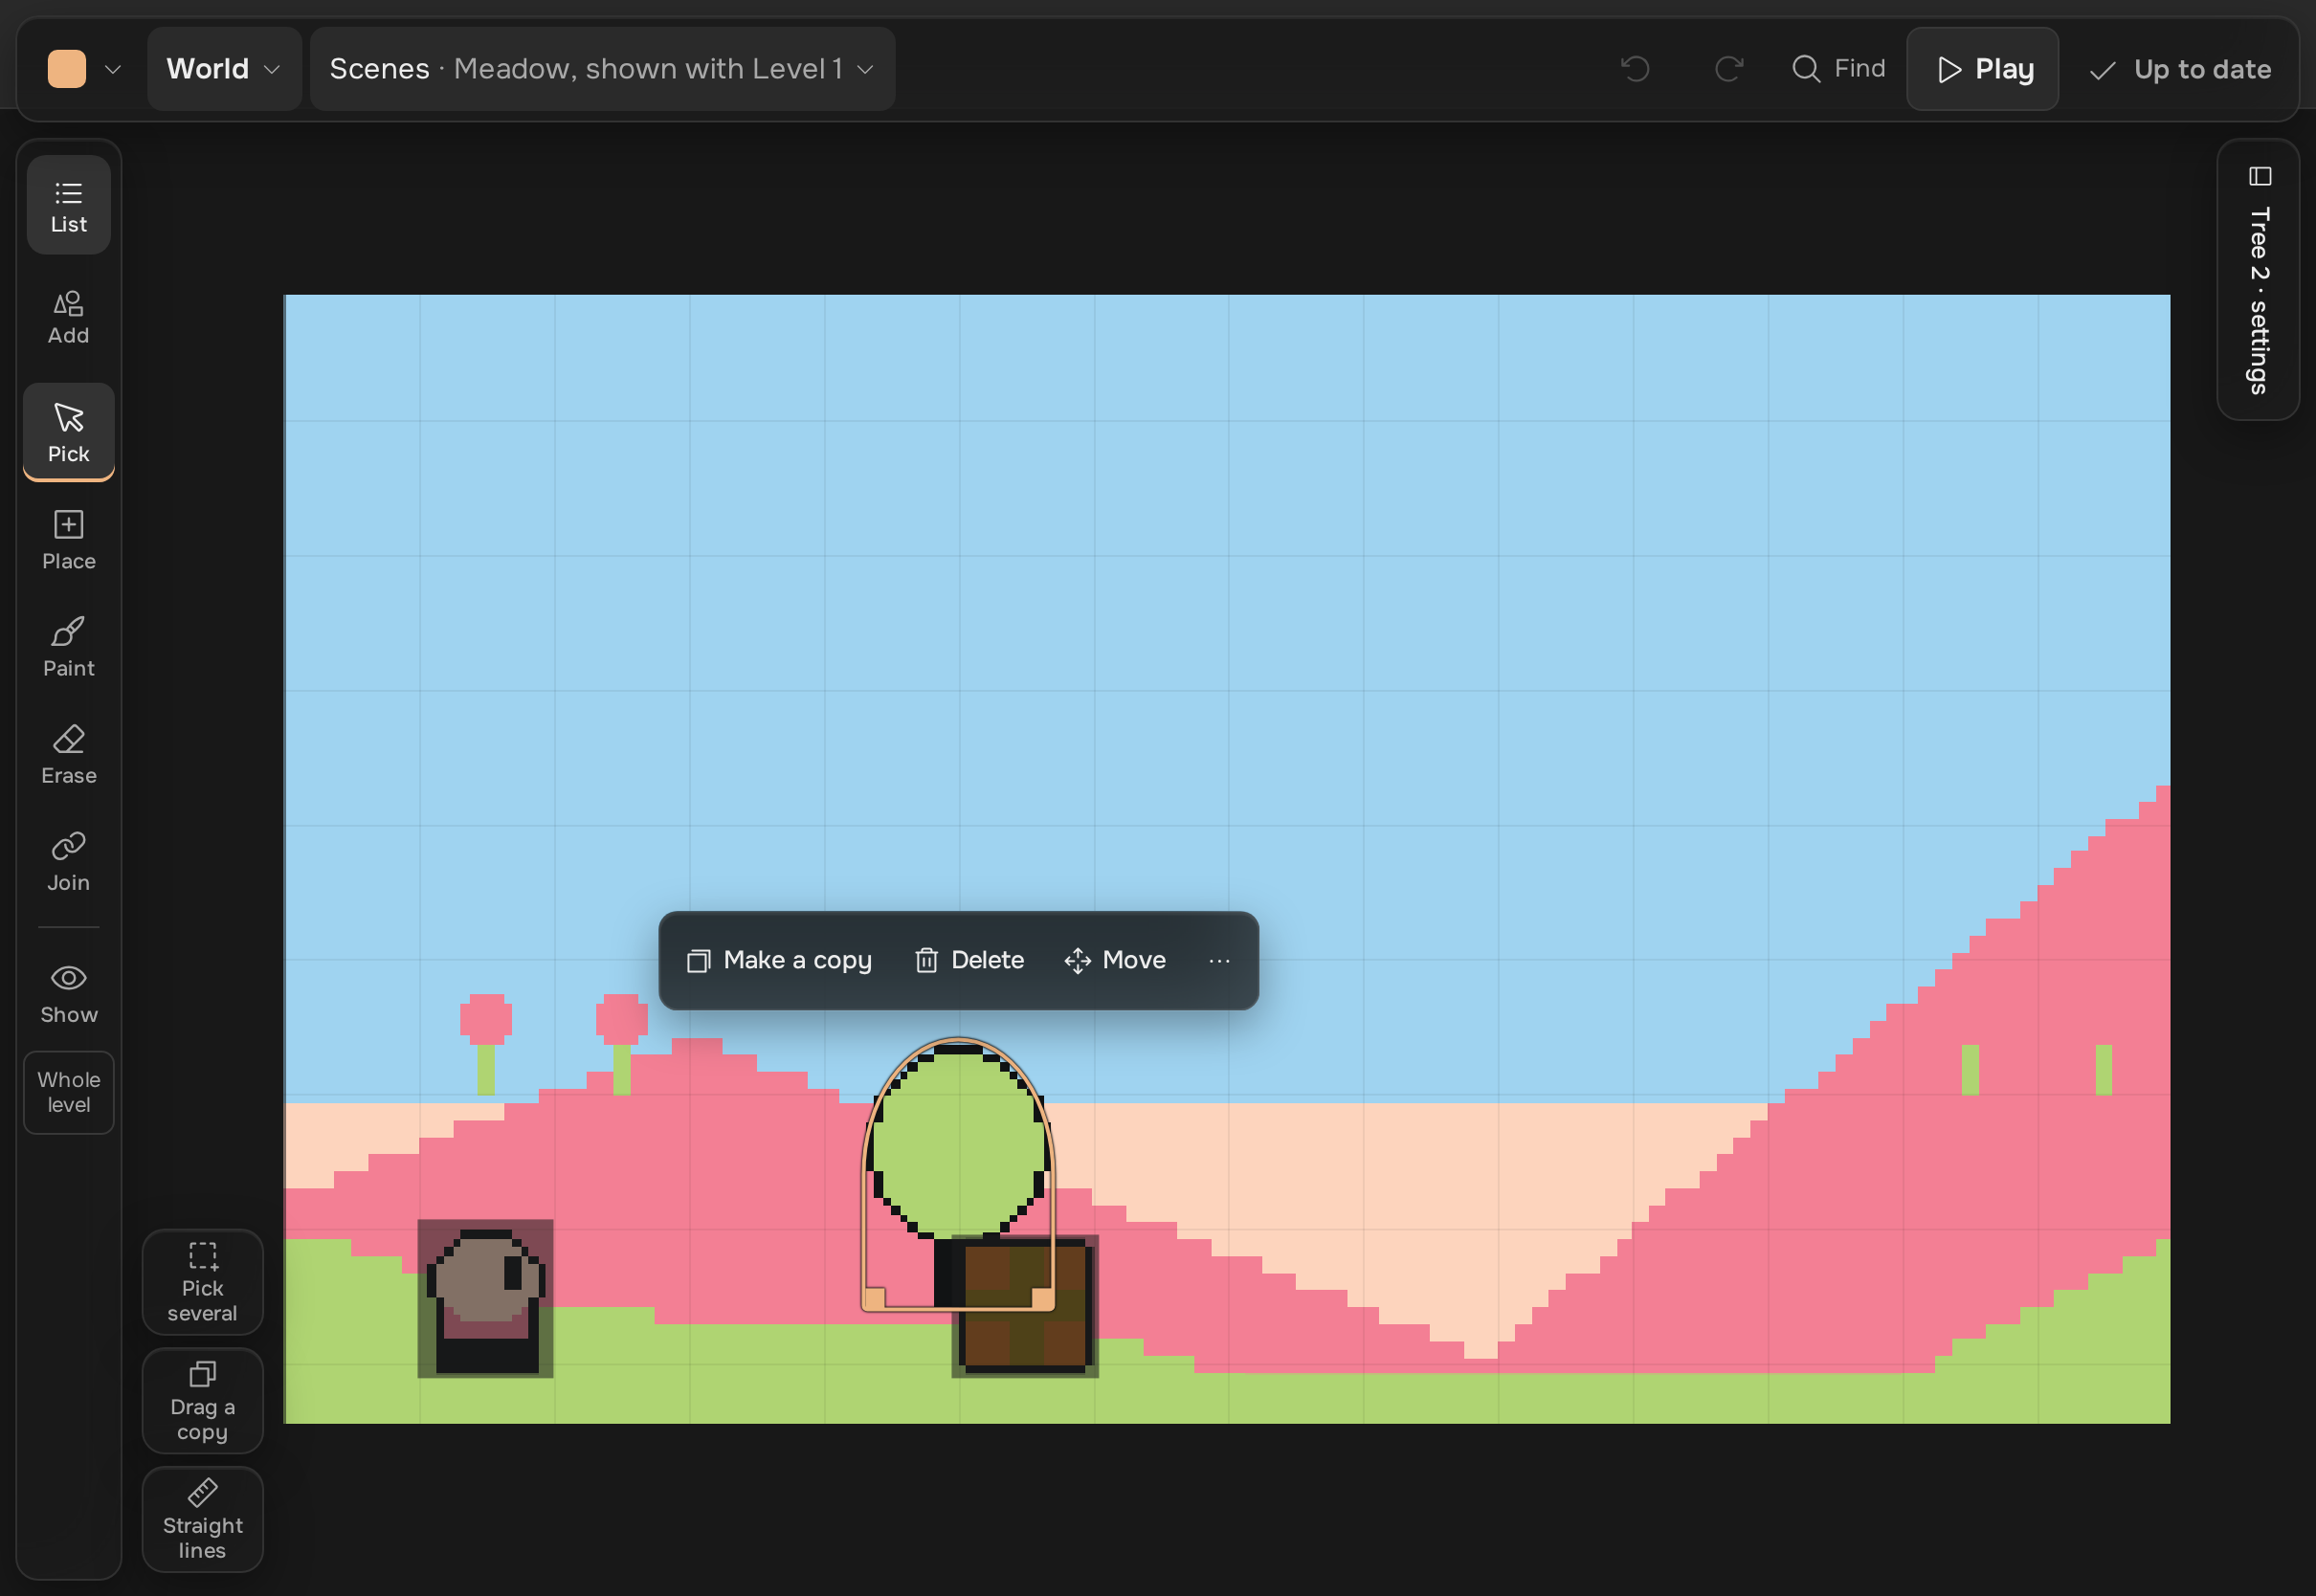 World
Scenes · Meadow, shown with Level 1
Find
Play
Up to date
List
Add
Pick
Place
Paint
Erase
Join
Show
Whole
level
Tree 2 · settings
Make a copy
Delete
Move
···
Pick
several
Drag a
copy
Straight
lines